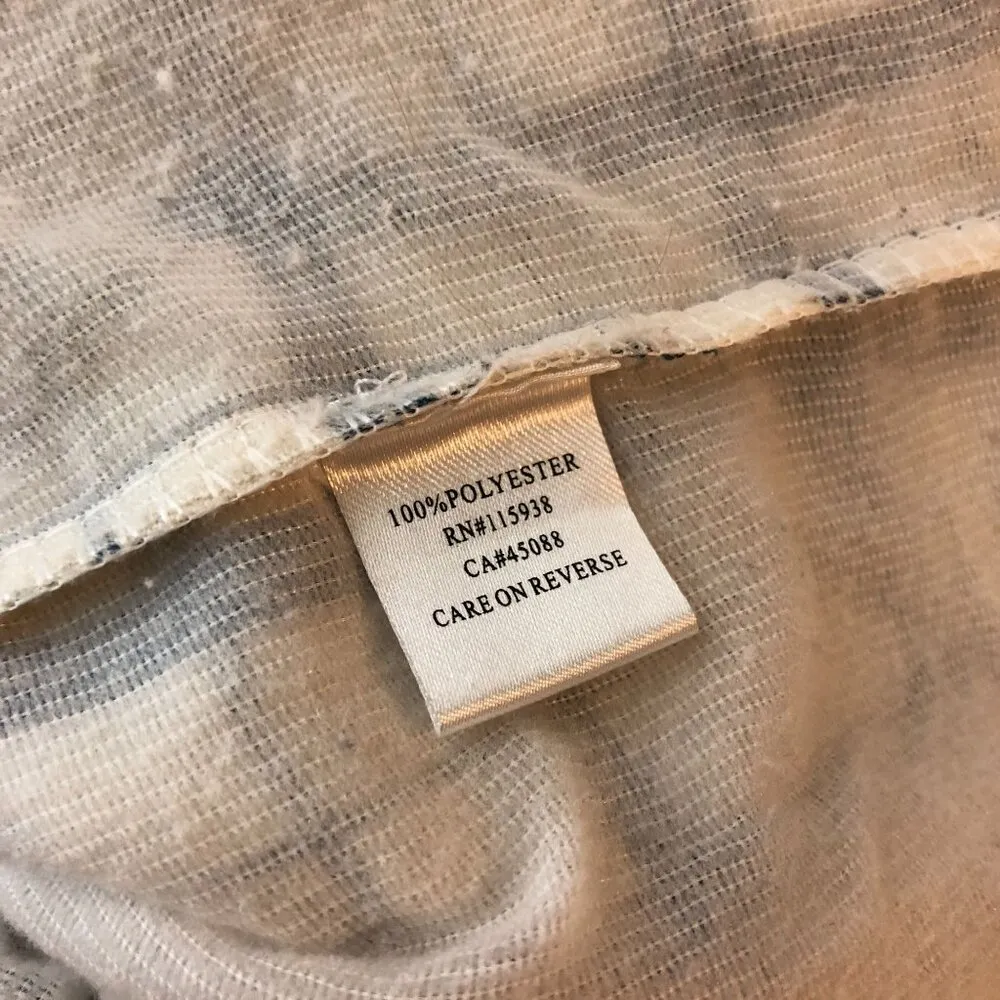 100%POLYESTER
RN#115938
CA#45088
CARE ON REVERSE